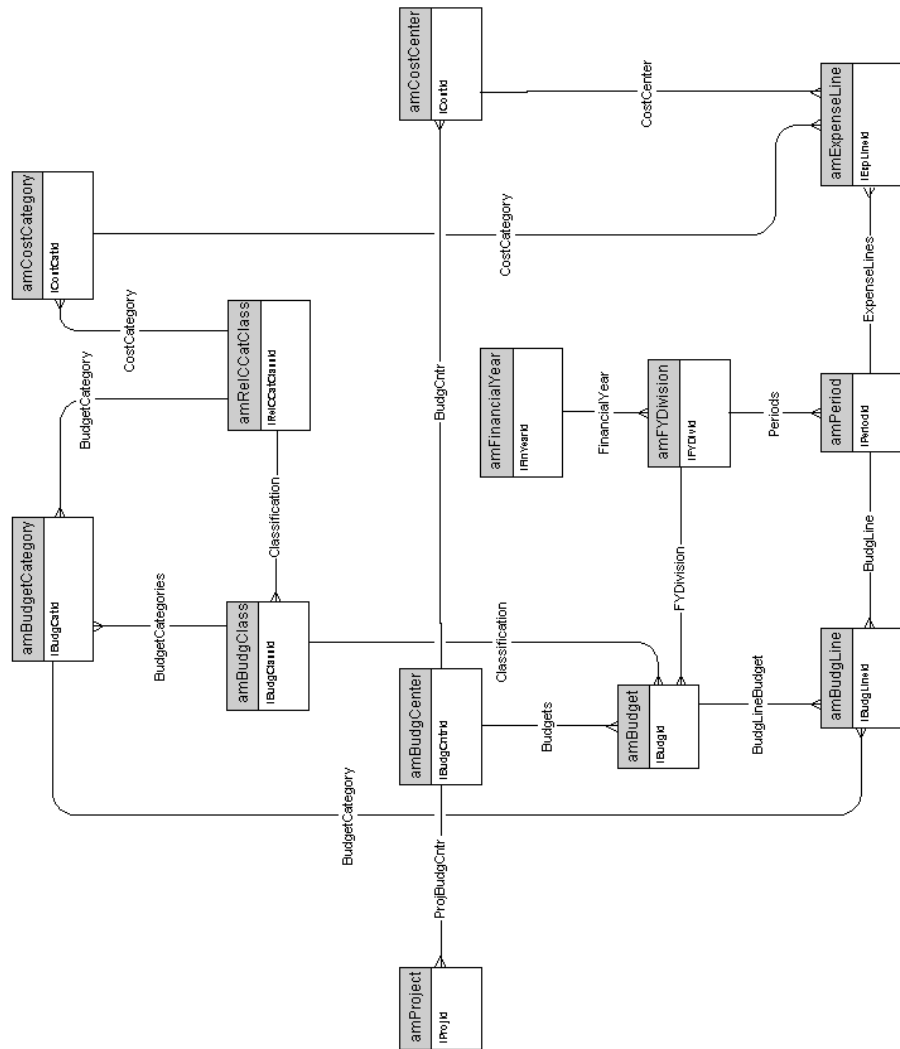 amBudgetCategory
lBudgCatId
amCostCategory
lCostCatId
BudgetCategory
CostCategory
BudgetCategories
amBudgClass
lBudgClassId
amRelCCatClass
lRelCCatClassId
Classification
BudgetCategory
amProject
lProjId
ProjBudgCntr
amBudgCenter
lBudgCntrId
BudgCntr
amCostCenter
lCostId
amFinancialYear
lFinYearId
Classification
CostCategory
Budgets
FinancialYear
amBudget
lBudgId
amFYDivision
lFYDivId
CostCenter
FYDivision
BudgLineBudget
Periods
amBudgLine
lBudgLineId
BudgLine
amPeriod
lPeriodId
ExpenseLines
amExpenseLine
lExpLineId